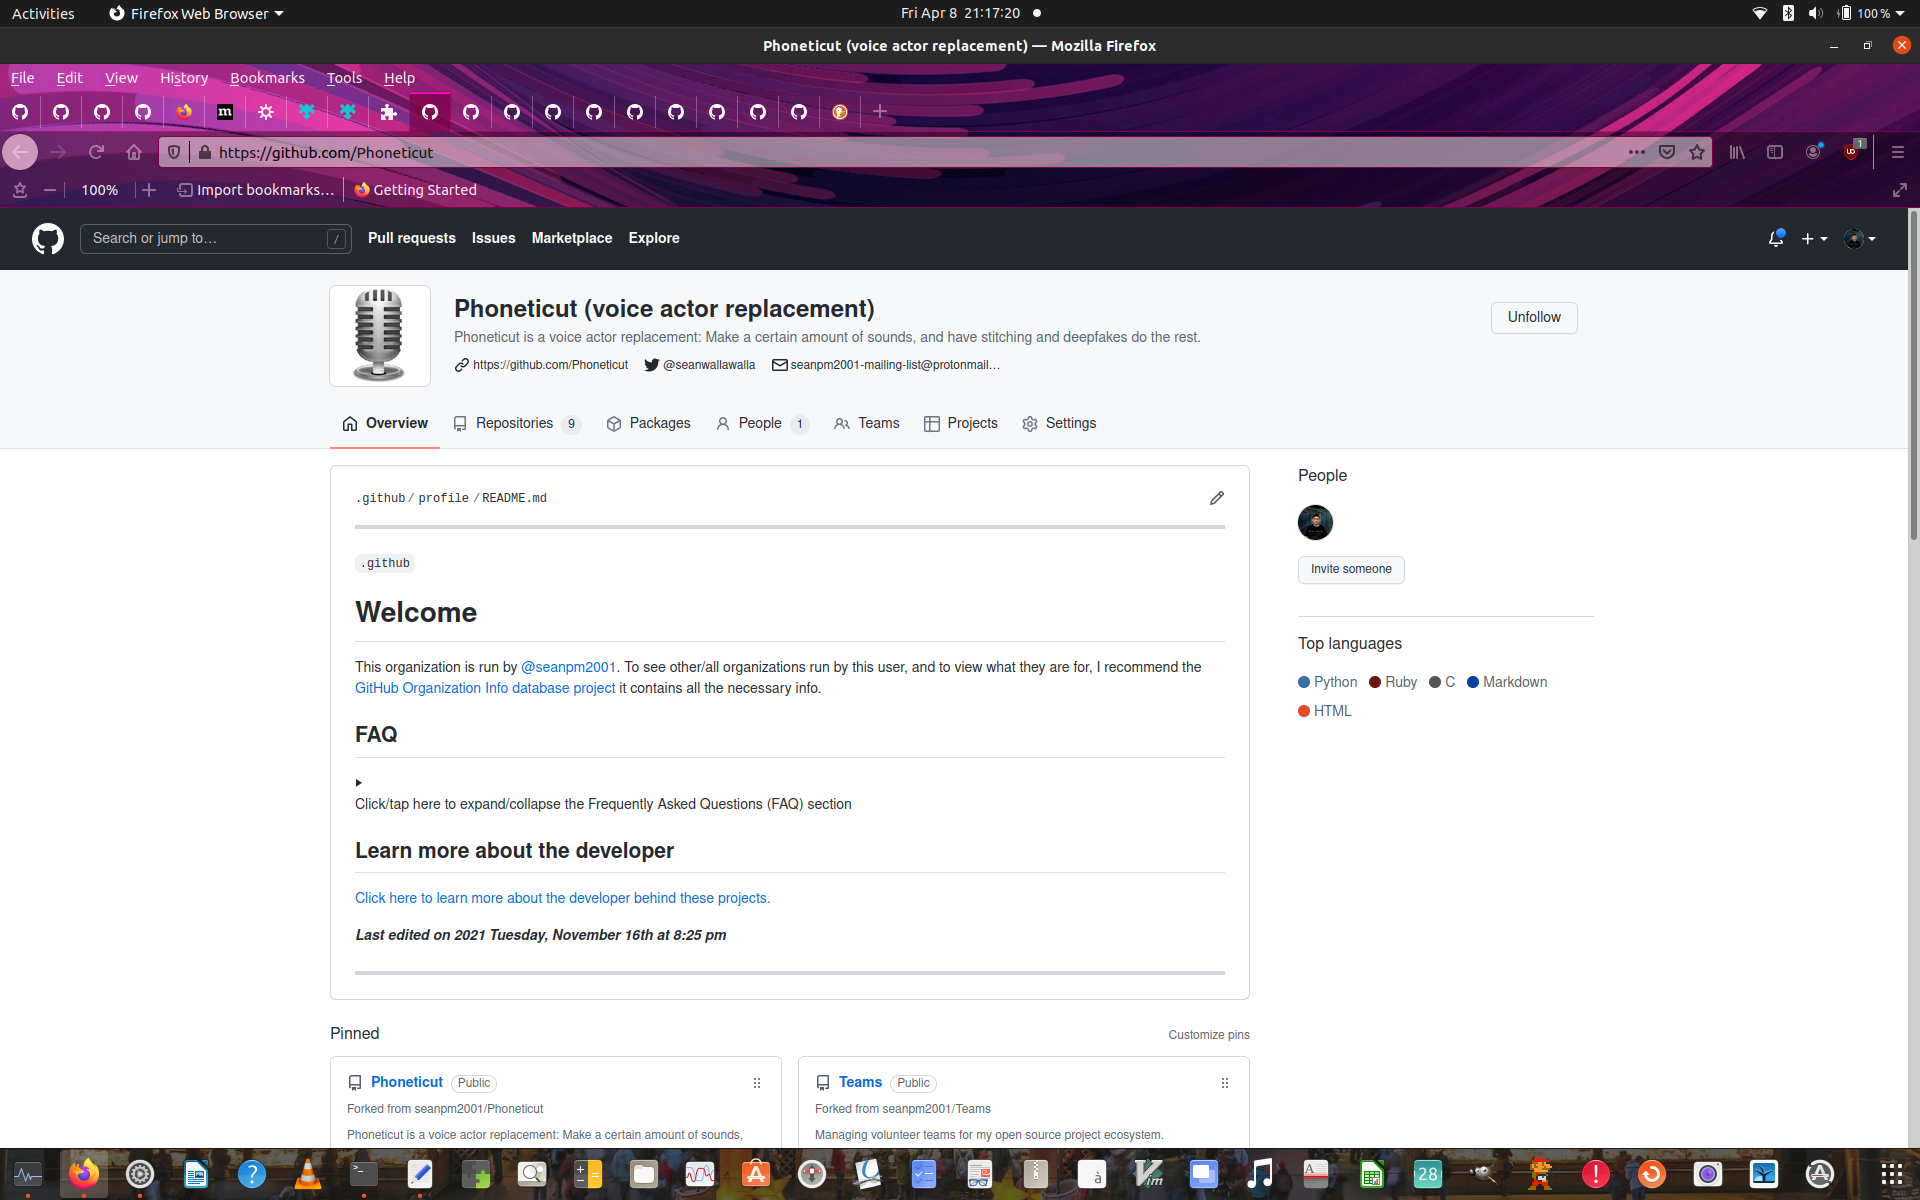 Activities
Firefox Web Browser
Fri Apr 8 21:17:20
100 %
Phoneticut (voice actor replacement) — Mozilla Firefox
File Edit View History Bookmarks Tools Help
m
https://github.com/Phoneticut
1
100%
Import bookmarks…
Getting Started
Search or jump to…
/
Pull requests Issues Marketplace Explore
Phoneticut (voice actor replacement)
Phoneticut is a voice actor replacement: Make a certain amount of sounds, and have stitching and deepfakes do the rest.
https://github.com/Phoneticut @seanwallawalla seanpm2001-mailing-list@protonmail…
Unfollow
Overview Repositories 9 Packages People 1 Teams Projects Settings
.github / profile / README.md
.github
Welcome
This organization is run by @seanpm2001. To see other/all organizations run by this user, and to view what they are for, I recommend the
GitHub Organization Info database project it contains all the necessary info.
FAQ
Click/tap here to expand/collapse the Frequently Asked Questions (FAQ) section
Learn more about the developer
Click here to learn more about the developer behind these projects.
Last edited on 2021 Tuesday, November 16th at 8:25 pm
People
Invite someone
Top languages
Python Ruby C Markdown
HTML
Pinned
Customize pins
Phoneticut Public
Forked from seanpm2001/Phoneticut
Phoneticut is a voice actor replacement: Make a certain amount of sounds,
Teams Public
Forked from seanpm2001/Teams
Managing volunteer teams for my open source project ecosystem.
28